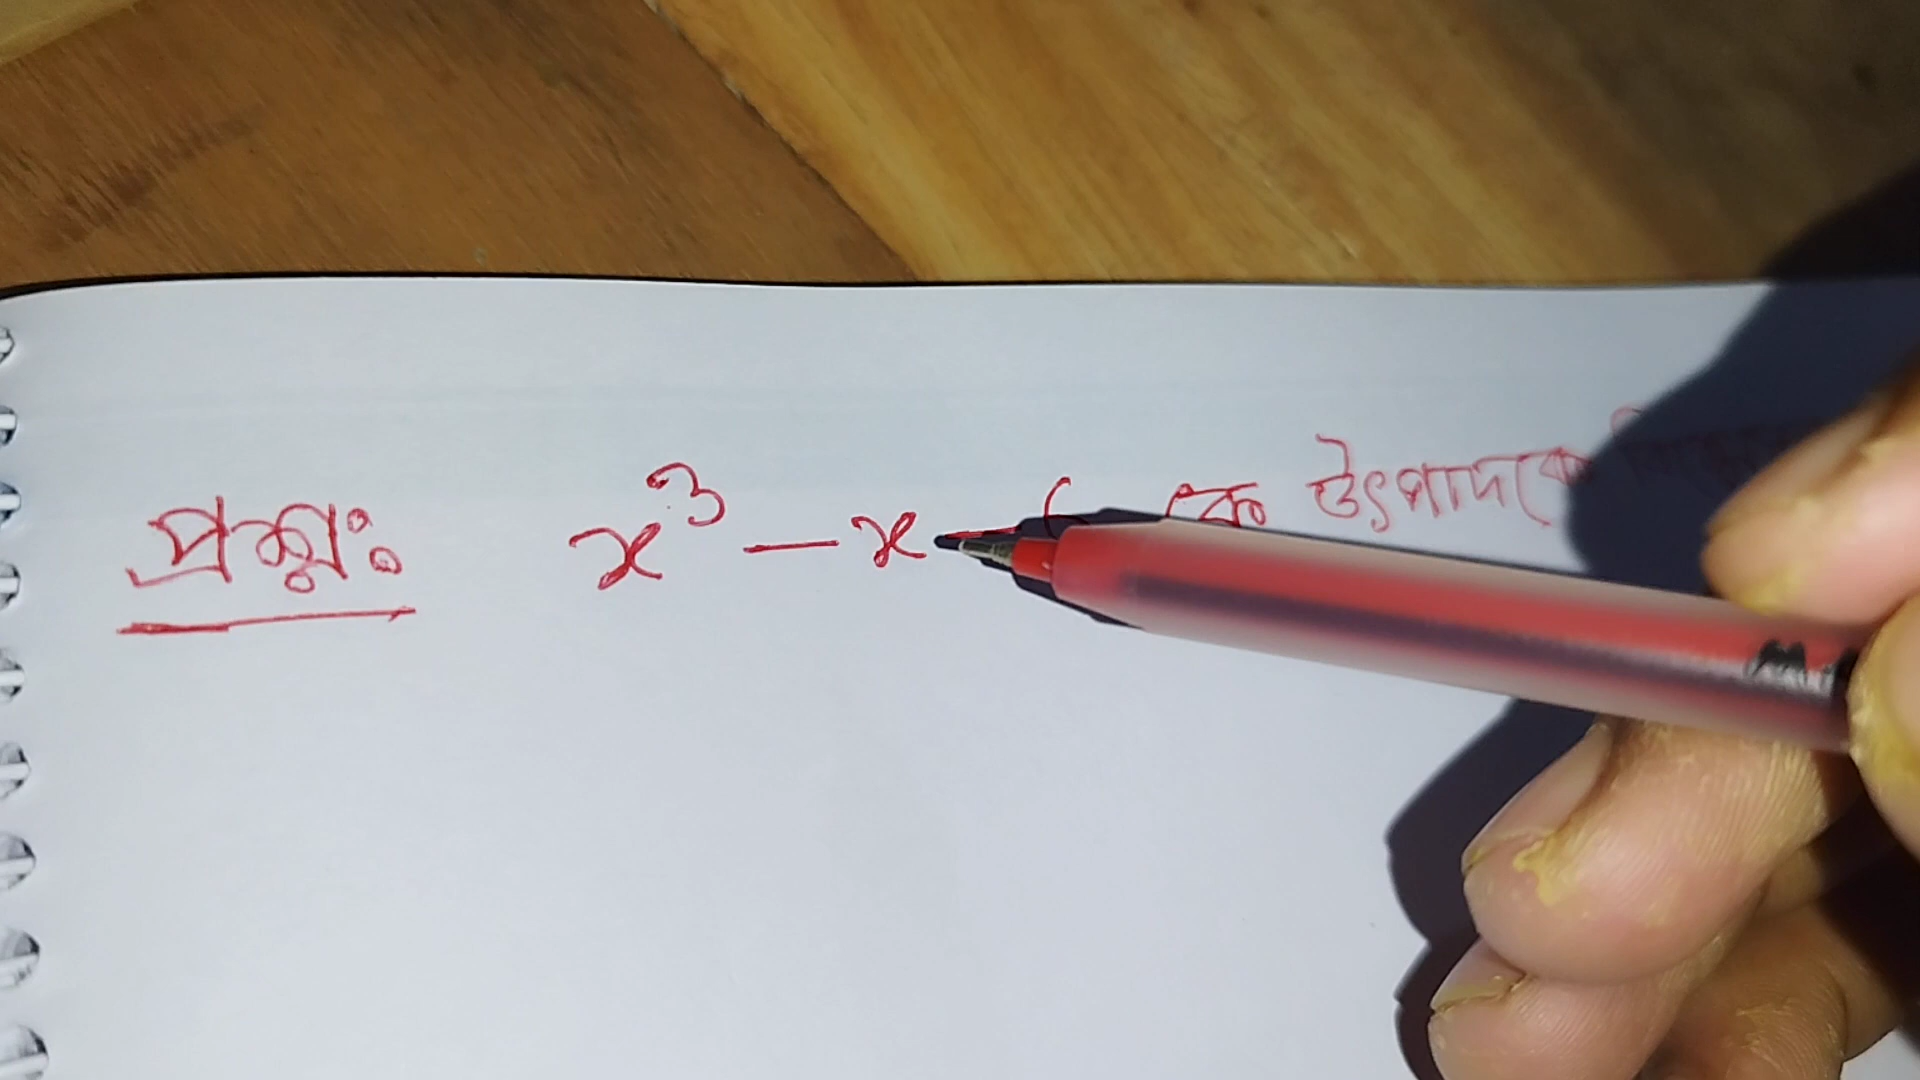 প্রশ্নঃ x³ – x – 6 কে উৎপাদকে